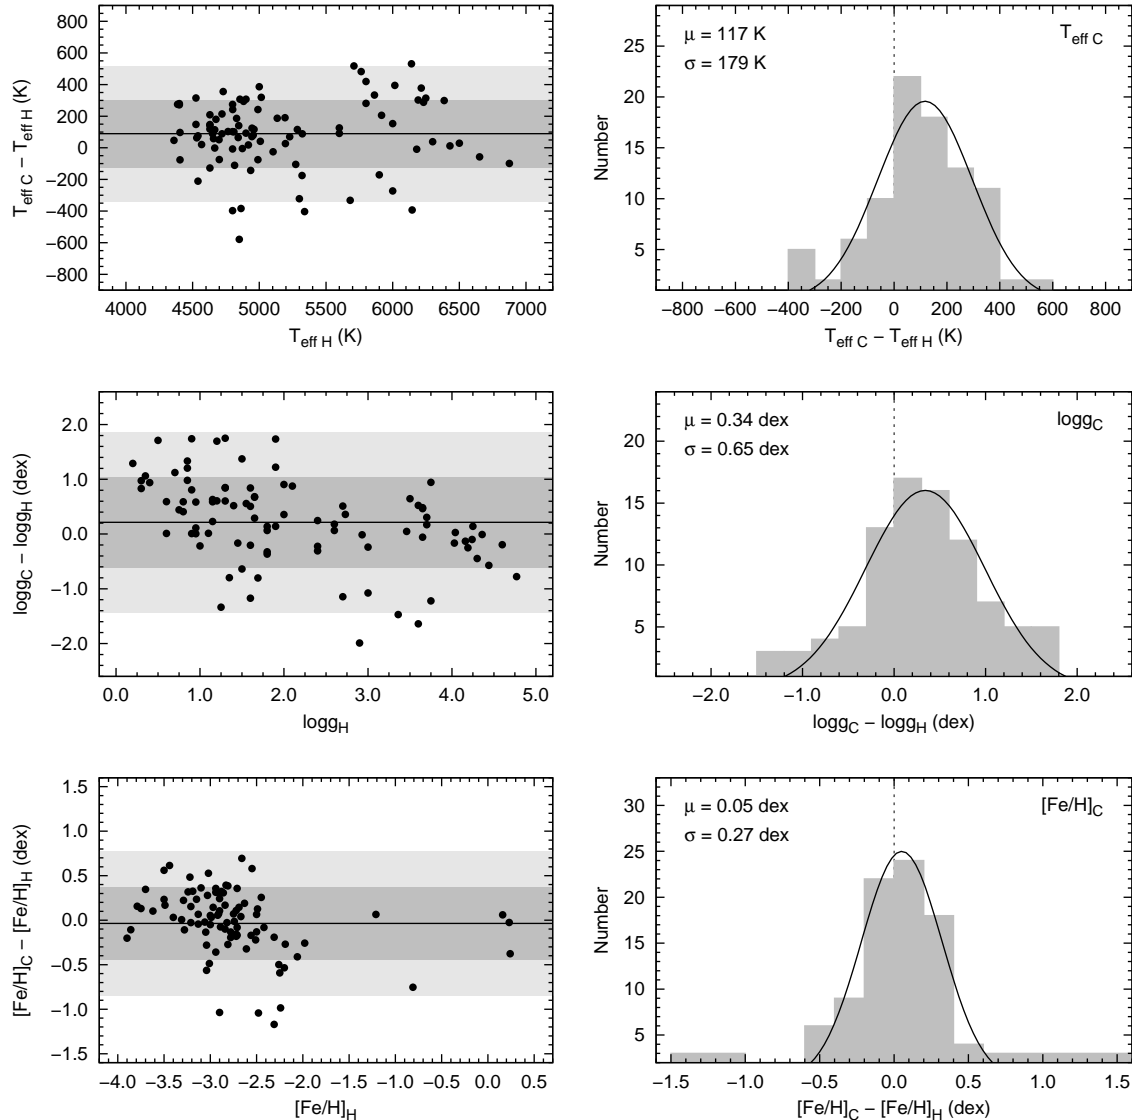 800
600
400
200
0
−200
−400
−600
−800
T_eff C − T_eff H (K)
4000 4500 5000 5500 6000 6500 7000
T_eff H (K)
μ = 117 K
σ = 179 K
T_eff C
25
20
15
10
5
Number
−800 −600 −400 −200 0 200 400 600 800
T_eff C − T_eff H (K)
2.0
1.0
0.0
−1.0
−2.0
logg_C − logg_H (dex)
0.0 1.0 2.0 3.0 4.0 5.0
logg_H
μ = 0.34 dex
σ = 0.65 dex
logg_C
20
15
10
5
Number
−2.0 −1.0 0.0 1.0 2.0
logg_C − logg_H (dex)
1.5
1.0
0.5
0.0
−0.5
−1.0
−1.5
[Fe/H]_C − [Fe/H]_H (dex)
−4.0 −3.5 −3.0 −2.5 −2.0 −1.5 −1.0 −0.5 0.0 0.5
[Fe/H]_H
μ = 0.05 dex
σ = 0.27 dex
[Fe/H]_C
30
25
20
15
10
5
Number
−1.5 −1.0 −0.5 0.0 0.5 1.0 1.5
[Fe/H]_C − [Fe/H]_H (dex)